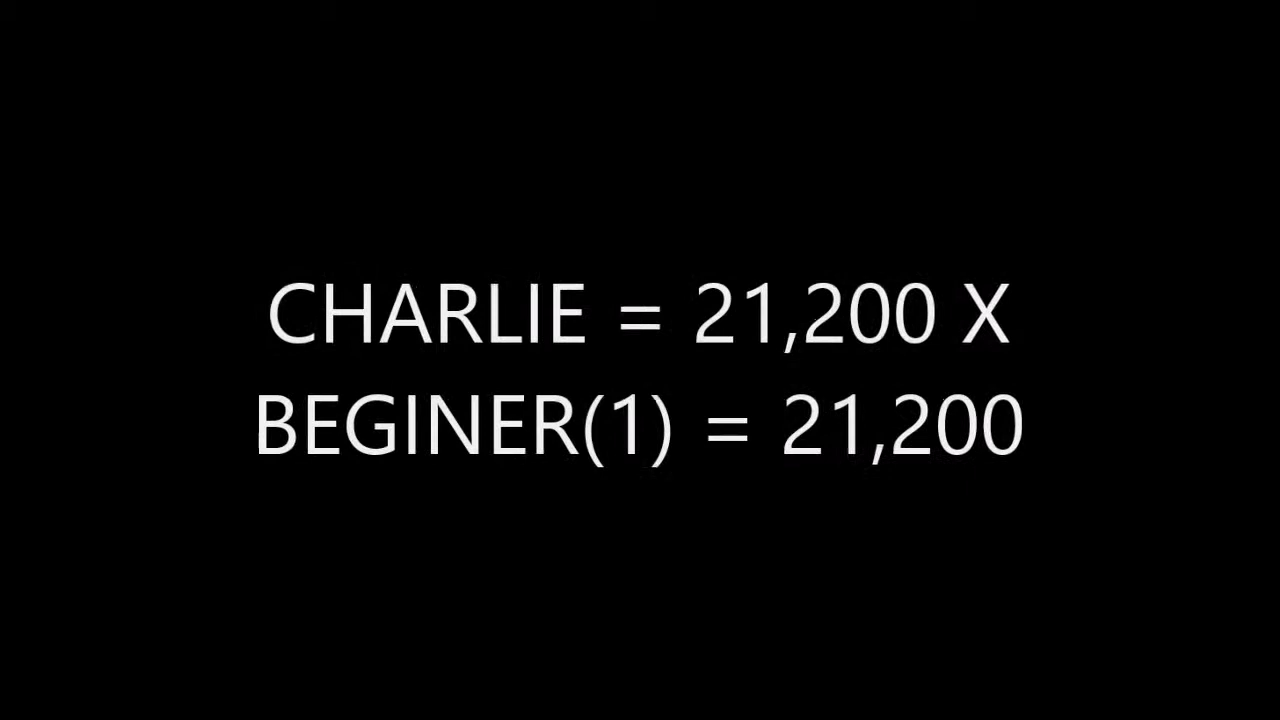 CHARLIE = 21,200 X
BEGINER(1) = 21,200